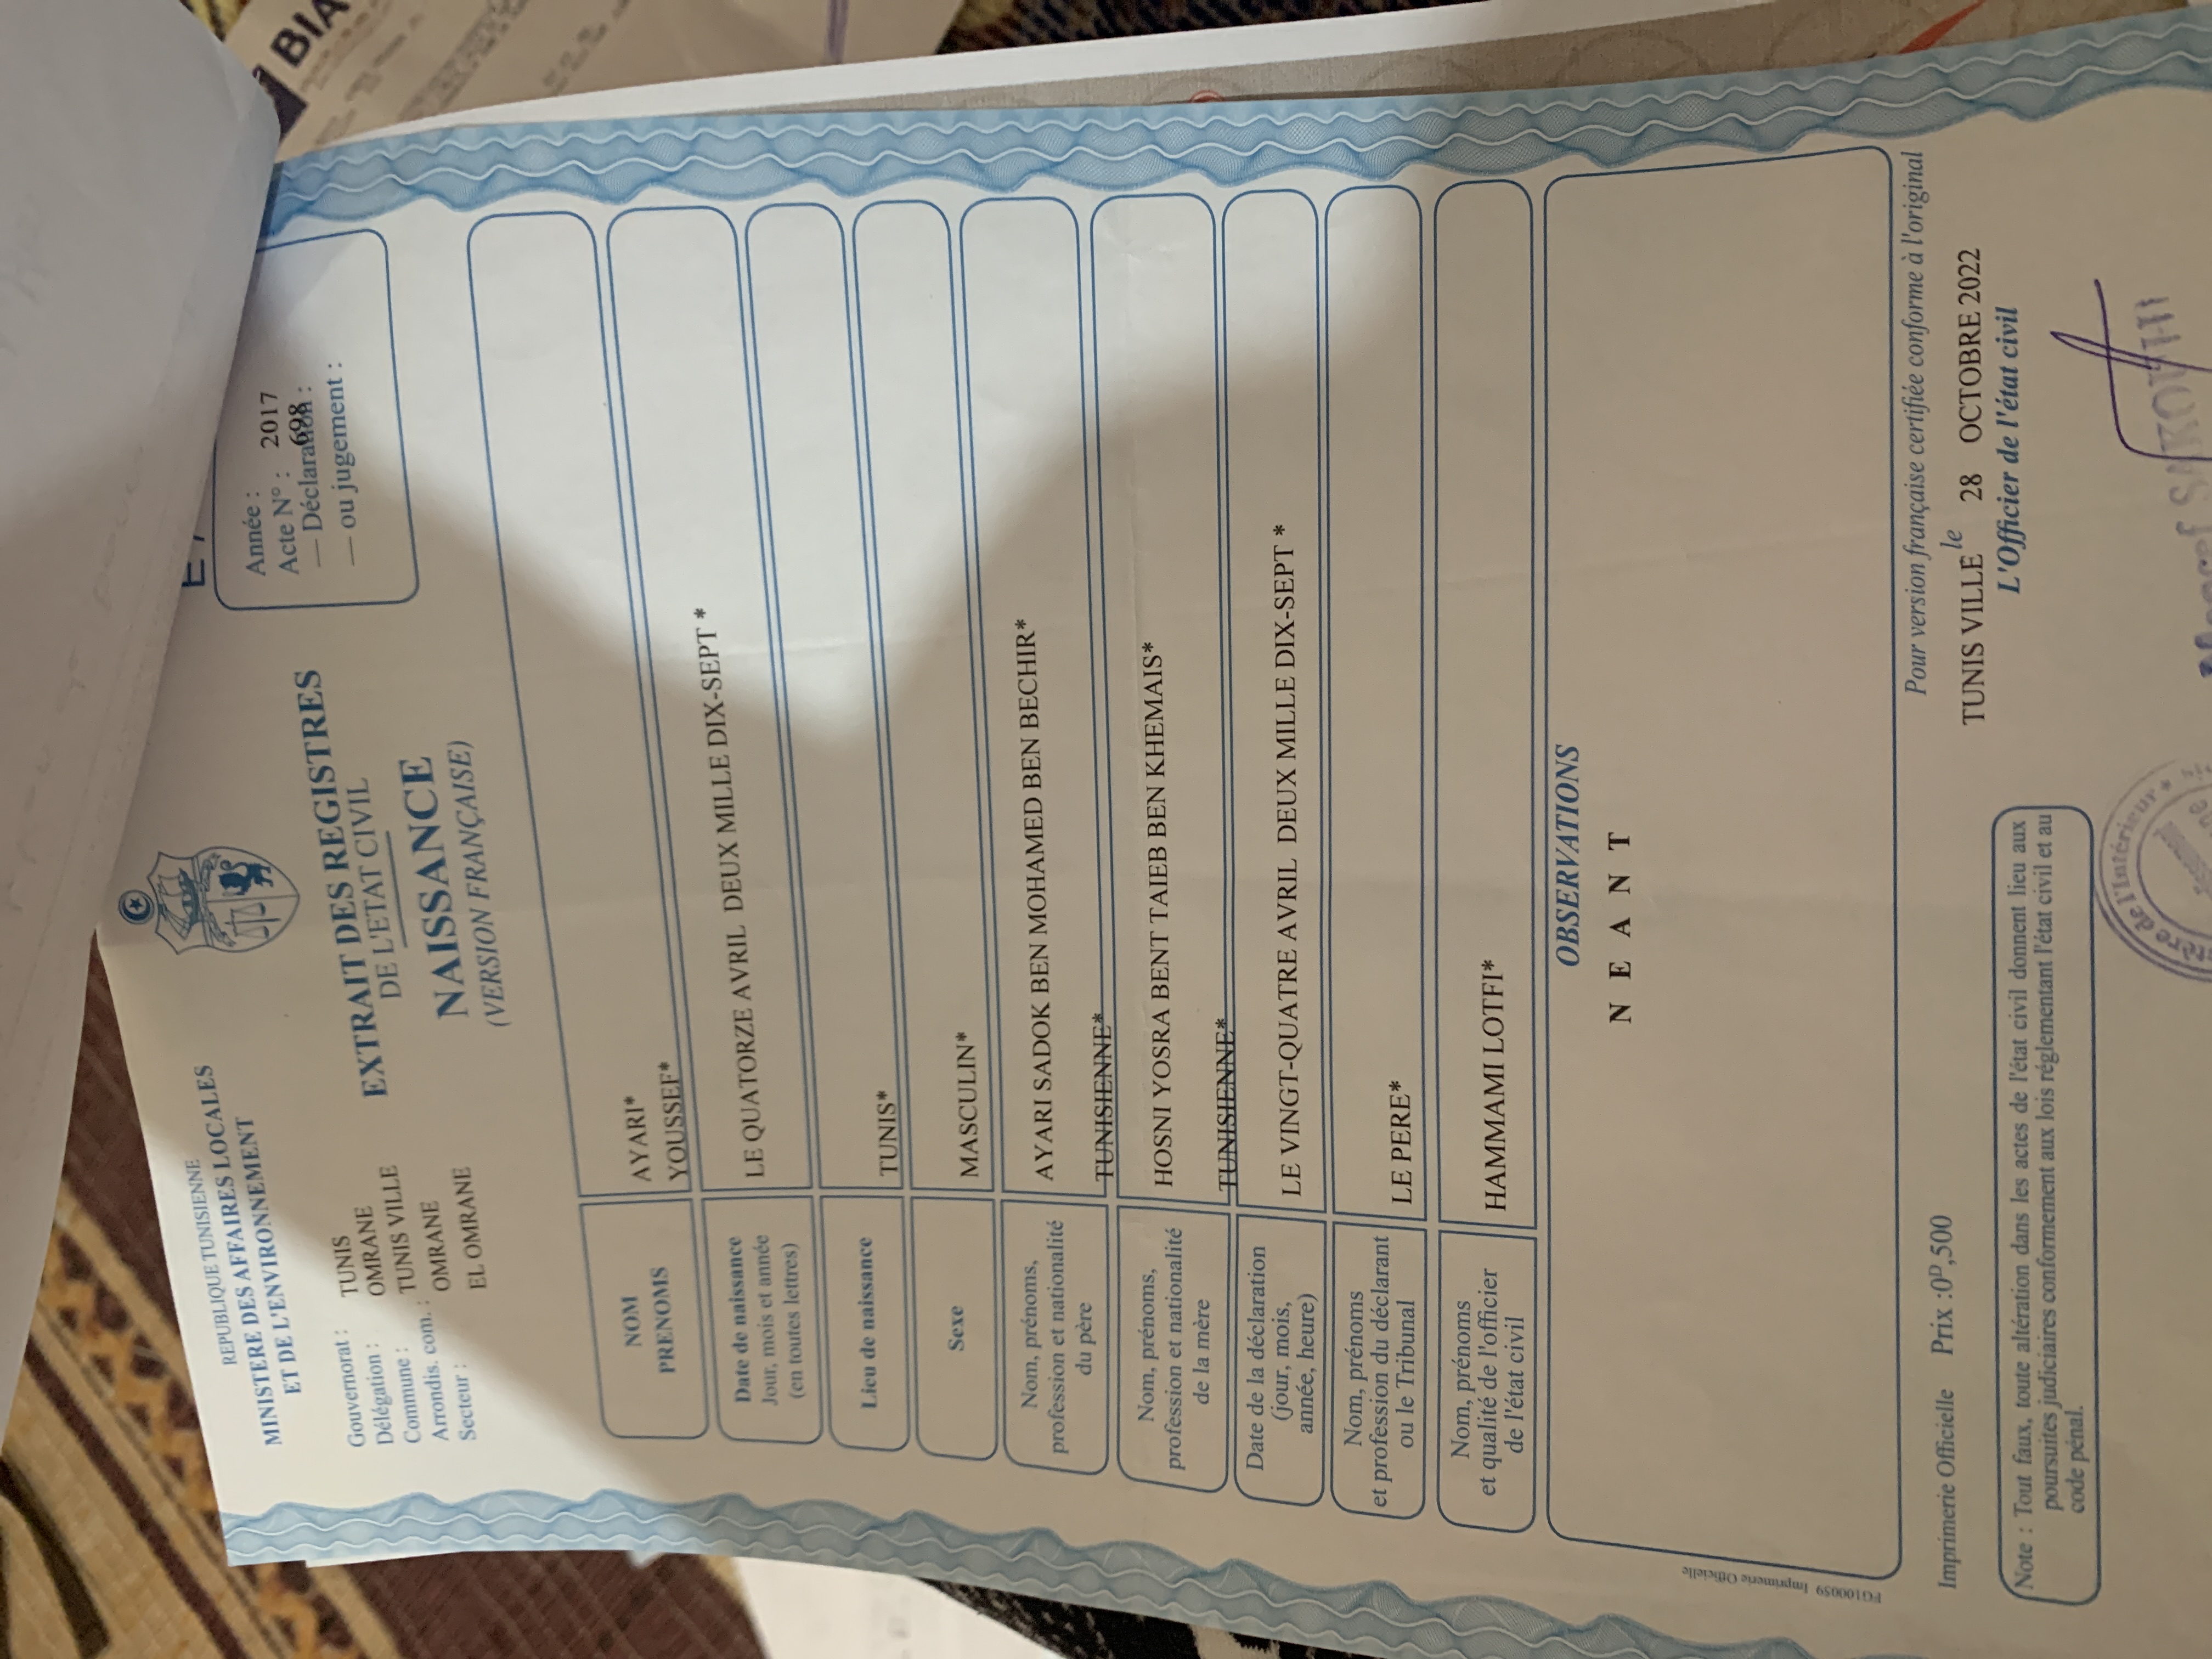 BIA
REPUBLIQUE TUNISIENNE
MINISTERE DES AFFAIRES LOCALES
ET DE L'ENVIRONNEMENT
Gouvernorat : TUNIS
Délégation : OMRANE
Commune : TUNIS VILLE
Arrondis. com. : OMRANE
Secteur : EL OMRANE
EXTRAIT DES REGISTRES
DE L'ETAT CIVIL
NAISSANCE
(VERSION FRANÇAISE)
Année : 2017
Acte N° : 698
— Déclaration :
— ou jugement :
NOM AYARI*
PRENOMS YOUSSEF*
Date de naissance
Jour, mois et année
(en toutes lettres)
LE QUATORZE AVRIL DEUX MILLE DIX-SEPT *
Lieu de naissance TUNIS*
Sexe MASCULIN*
Nom, prénoms,
profession et nationalité
du père
AYARI SADOK BEN MOHAMED BEN BECHIR*
TUNISIENNE*
Nom, prénoms,
profession et nationalité
de la mère
HOSNI YOSRA BENT TAIEB BEN KHEMAIS*
TUNISIENNE*
Date de la déclaration
(jour, mois,
année, heure)
LE VINGT-QUATRE AVRIL DEUX MILLE DIX-SEPT *
Nom, prénoms
et profession du déclarant
ou le Tribunal
LE PERE*
Nom, prénoms
et qualité de l'officier
de l'état civil
HAMMAMI LOTFI*
OBSERVATIONS
N E A N T
FG100059 Imprimerie Officielle
Pour version française certifiée conforme à l'original
Imprimerie Officielle Prix :0D,500
TUNIS VILLE le 28 OCTOBRE 2022
L'Officier de l'état civil
Note : Tout faux, toute altération dans les actes de l'état civil donnent lieu aux
poursuites judiciaires conformement aux lois réglementant l'état civil et au
code pénal.
de l'Intérieur